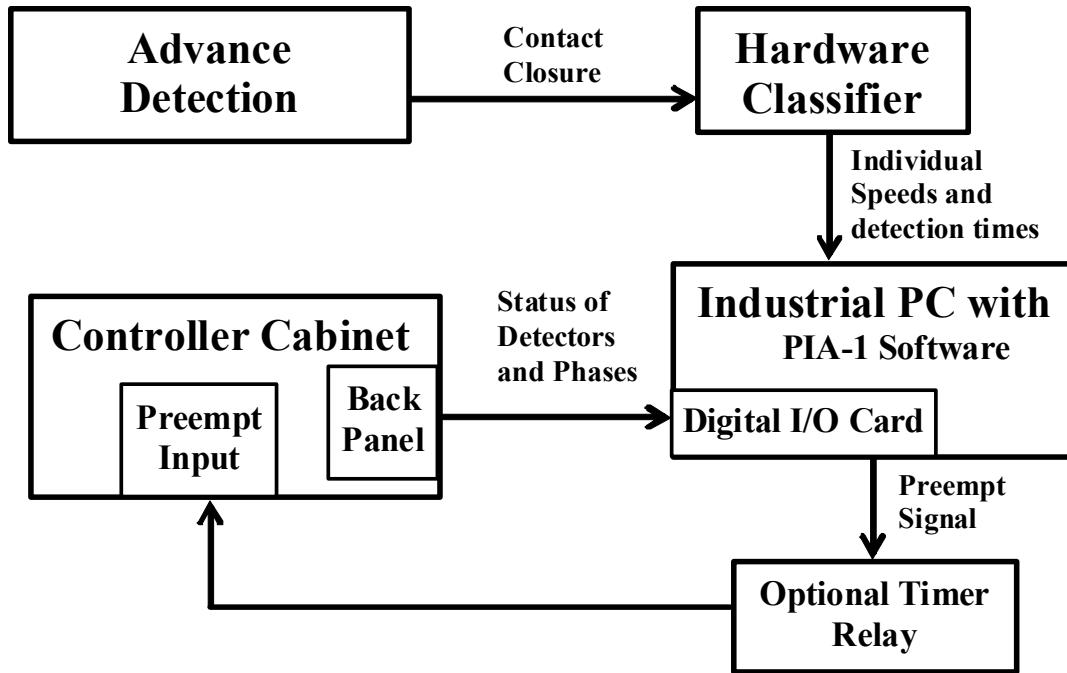 Advance
Detection
Contact
Closure
Hardware
Classifier
Individual
Speeds and
detection times
Industrial PC with
PIA-1 Software
Digital I/O Card
Status of
Detectors
and Phases
Controller Cabinet
Preempt
Input
Back
Panel
Preempt
Signal
Optional Timer
Relay